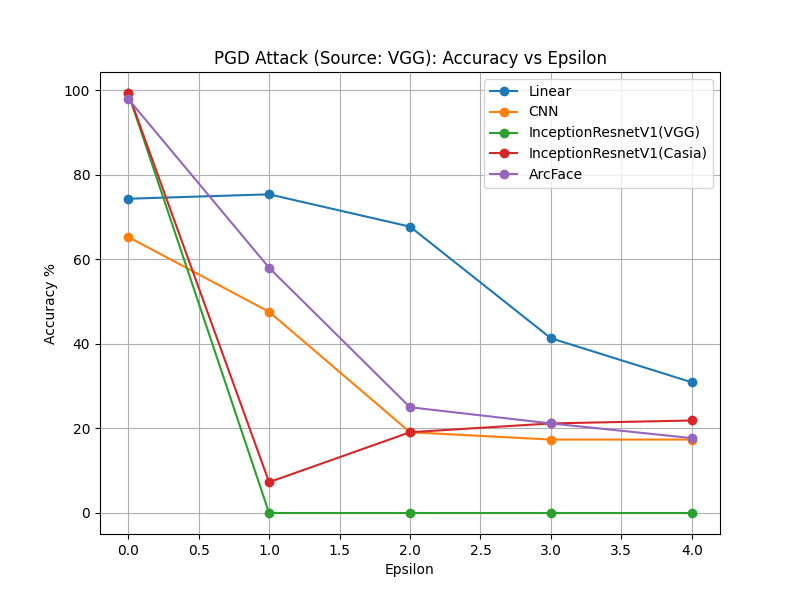 PGD Attack (Source: VGG): Accuracy vs Epsilon
Linear
CNN
InceptionResnetV1(VGG)
InceptionResnetV1(Casia)
ArcFace
Accuracy %
100
80
60
40
20
0
0.0 0.5 1.0 1.5 2.0 2.5 3.0 3.5 4.0
Epsilon